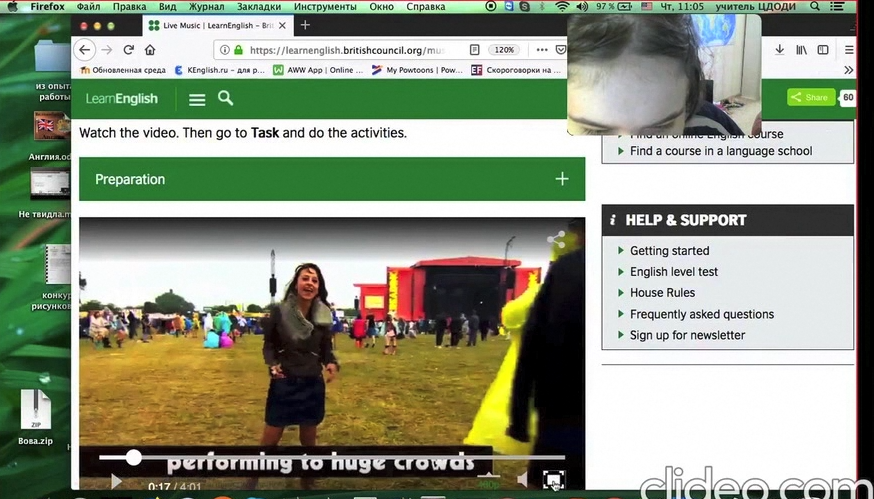 Firefox Файл Правка Вид Журнал Закладки Инструменты Окно Справка 97% Чт, 11:05 учитель ЦДОДИ
Live Music | LearnEnglish - Brit
https://learnenglish.britishcouncil.org/mus 120%
Обновленная среда KEnglish.ru - для р... AWW App | Online ... My Powtoons | Pow... Скороговорки на ...
LearnEnglish
Share 60
Watch the video. Then go to Task and do the activities.
Find an online English course
Find a course in a language school
Preparation
HELP & SUPPORT
Getting started
English level test
House Rules
Frequently asked questions
Sign up for newsletter
performing to huge crowds
0:17 / 4:01
из опыта
работы
Англия.od
Не твидла.m
конкур
рисунков
ZIP
Вова.zip
clideo.com